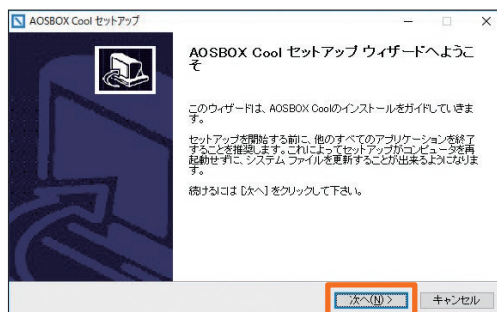 AOSBOX Cool セットアップ
AOSBOX Cool セットアップ ウィザードへようこ
そ
このウィザードは、AOSBOX Coolのインストールをガイドしていきま
す。
セットアップを開始する前に、他のすべてのアプリケーションを終了
することを推奨します。これによってセットアップがコンピュータを再
起動せずに、システム ファイルを更新することが出来るようになりま
す。
続けるには [次へ] をクリックして下さい。
次へ(N) >
キャンセル